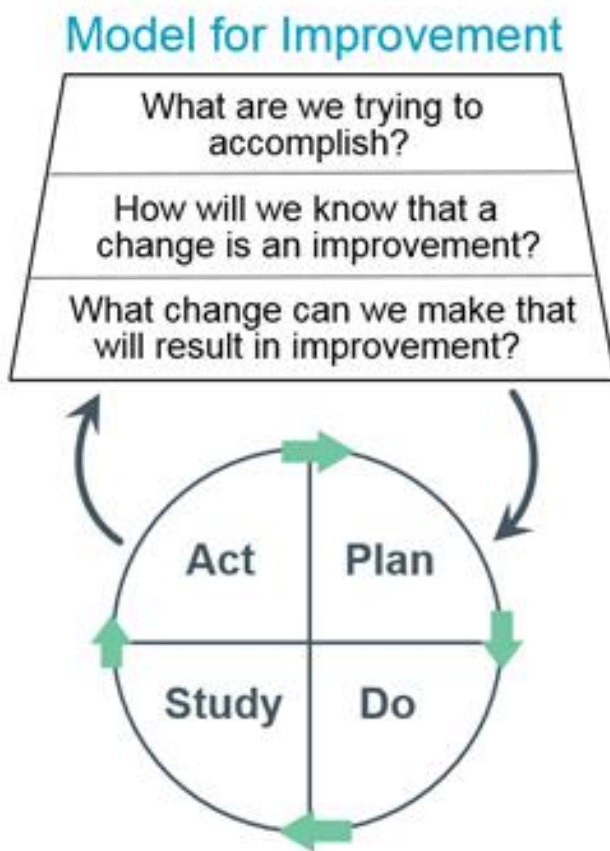 Model for Improvement
What are we trying to
accomplish?
How will we know that a
change is an improvement?
What change can we make that
will result in improvement?
Act
Plan
Study
Do